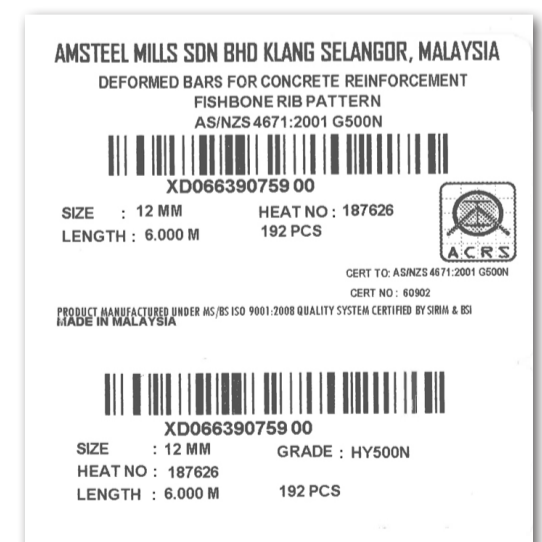 AMSTEEL MILLS SDN BHD KLANG SELANGOR, MALAYSIA
DEFORMED BARS FOR CONCRETE REINFORCEMENT
FISHBONE RIB PATTERN
AS/NZS 4671:2001 G500N
XD066390759 00
SIZE : 12 MM HEAT NO : 187626
LENGTH : 6.000 M 192 PCS
ACRS
CERT TO: AS/NZS 4671:2001 G500N
CERT NO : 60902
PRODUCT MANUFACTURED UNDER MS/BS ISO 9001:2008 QUALITY SYSTEM CERTIFIED BY SIRIM & BSI
MADE IN MALAYSIA
XD066390759 00
SIZE : 12 MM GRADE : HY500N
HEAT NO : 187626
LENGTH : 6.000 M 192 PCS